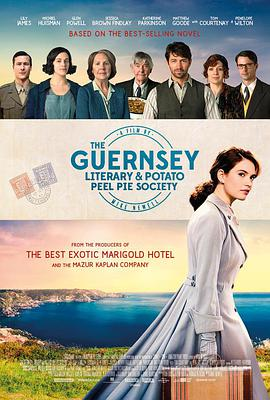 LILY JAMES
MICHIEL HUISMAN
GLEN POWELL
JESSICA BROWN FINDLAY
KATHERINE PARKINSON
MATTHEW GOODE
WITH TOM COURTENAY
AND PENELOPE WILTON
BASED ON THE BEST-SELLING NOVEL
A FILM BY
THE
GUERNSEY
LITERARY & POTATO
PEEL PIE SOCIETY
MIKE NEWELL
FROM THE PRODUCERS OF
THE BEST EXOTIC MARIGOLD HOTEL
AND THE MAZUR KAPLAN COMPANY